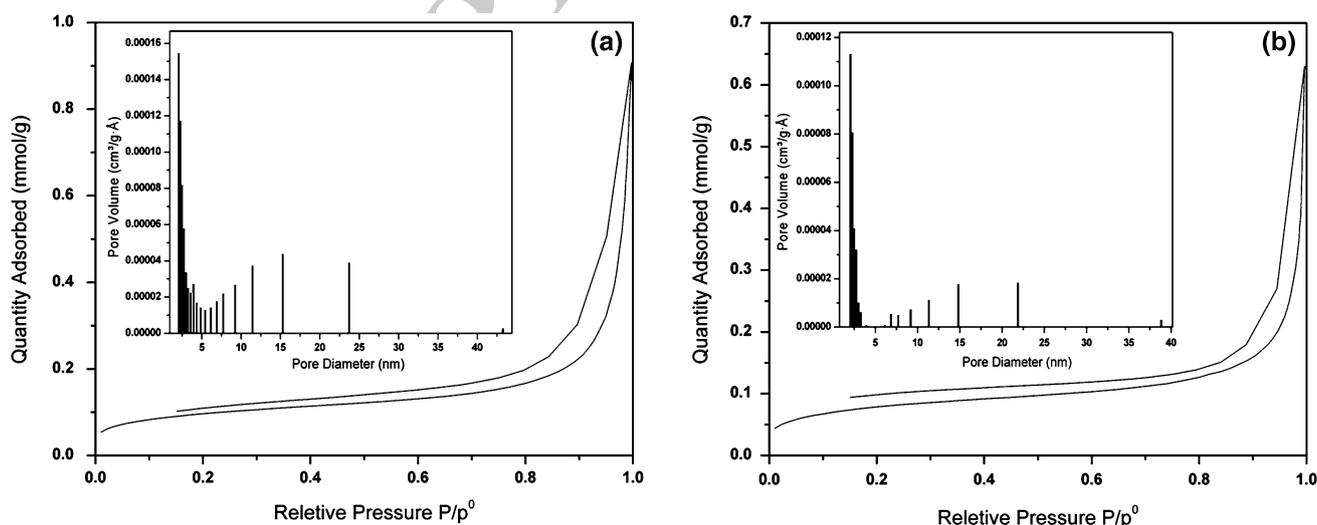 (a)
Quantity Adsorbed (mmol/g)
1.0
0.8
0.6
0.4
0.2
0.0
0.0 0.2 0.4 0.6 0.8 1.0
Reletive Pressure P/p⁰
Pore Volume (cm³/g·Å)
0.00016
0.00014
0.00012
0.00010
0.00008
0.00006
0.00004
0.00002
0.00000
5 10 15 20 25 30 35 40
Pore Diameter (nm)
(b)
Quantity Adsorbed (mmol/g)
0.7
0.6
0.5
0.4
0.3
0.2
0.1
0.0
0.0 0.2 0.4 0.6 0.8 1.0
Reletive Pressure P/p⁰
Pore Volume (cm³/g·Å)
0.00012
0.00010
0.00008
0.00006
0.00004
0.00002
0.00000
5 10 15 20 25 30 35 40
Pore Diameter (nm)